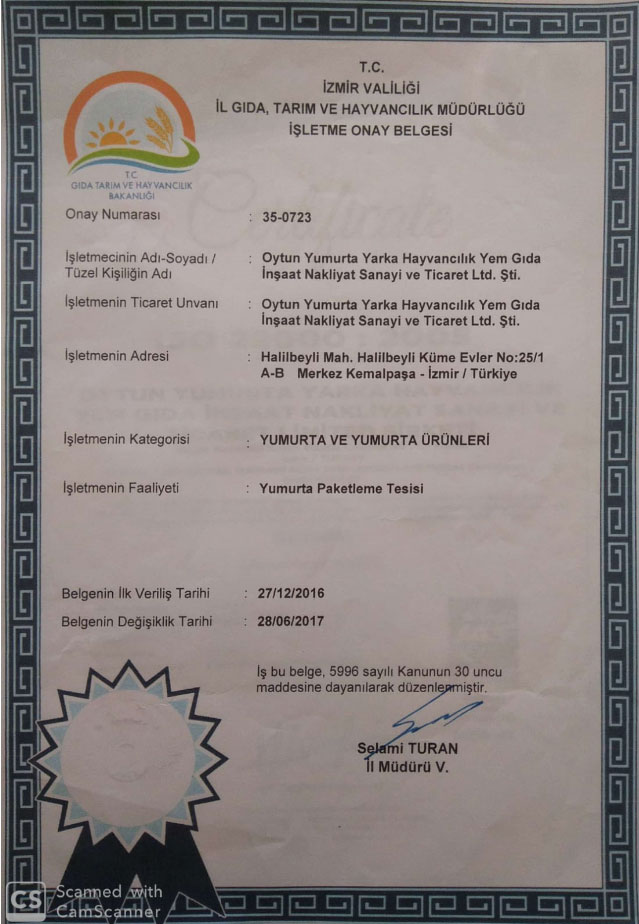 T.C.
İZMİR VALİLİĞİ
İL GIDA, TARIM VE HAYVANCILIK MÜDÜRLÜĞÜ
İŞLETME ONAY BELGESİ
T.C
GIDA TARIM VE HAYVANCILIK
BAKANLIĞI
Onay Numarası : 35-0723
İşletmecinin Adı-Soyadı / : Oytun Yumurta Yarka Hayvancılık Yem Gıda
Tüzel Kişiliğin Adı İnşaat Nakliyat Sanayi ve Ticaret Ltd. Şti.
İşletmenin Ticaret Unvanı : Oytun Yumurta Yarka Hayvancılık Yem Gıda
İnşaat Nakliyat Sanayi ve Ticaret Ltd. Şti.
İşletmenin Adresi : Halilbeyli Mah. Halilbeyli Küme Evler No:25/1
A-B Merkez Kemalpaşa - İzmir / Türkiye
İşletmenin Kategorisi : YUMURTA VE YUMURTA ÜRÜNLERİ
İşletmenin Faaliyeti : Yumurta Paketleme Tesisi
Belgenin İlk Veriliş Tarihi : 27/12/2016
Belgenin Değişiklik Tarihi : 28/06/2017
İş bu belge, 5996 sayılı Kanunun 30 uncu
maddesine dayanılarak düzenlenmiştir.
Selami TURAN
İl Müdürü V.
CS Scanned with
CamScanner